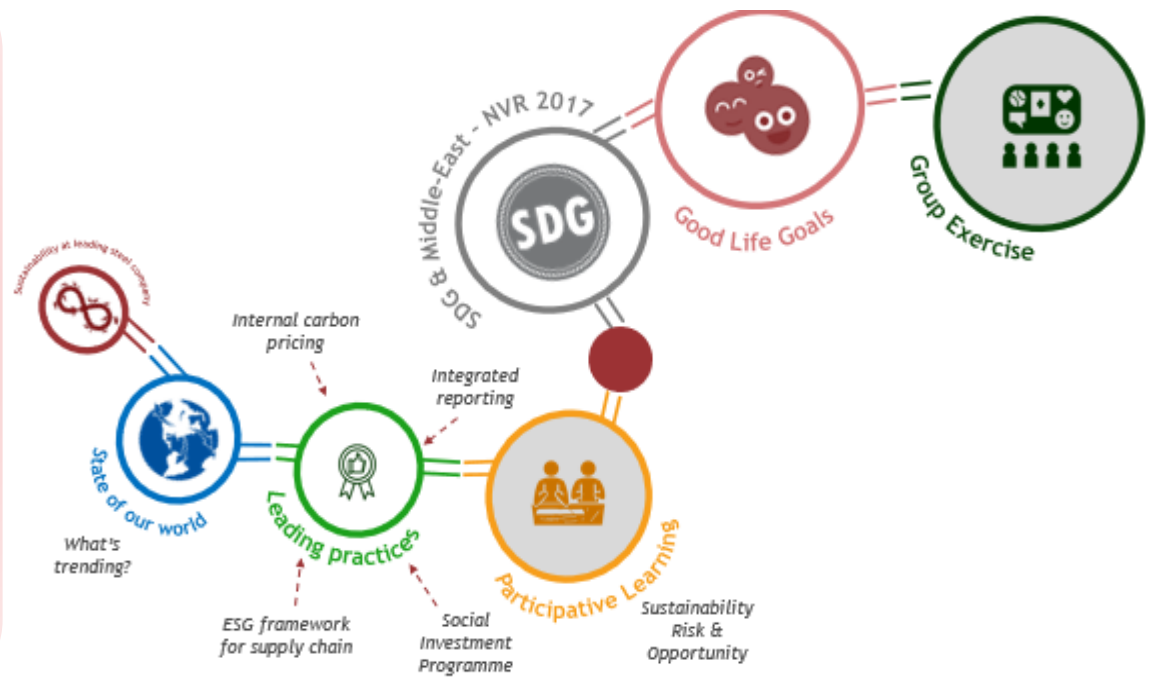 Sustainability at leading steel company
State of our world
What's
trending?
Internal carbon
pricing
Integrated
reporting
Leading practices
ESG framework
for supply chain
Social
Investment
Programme
Participative Learning
Sustainability
Risk &
Opportunity
SDG & Middle-East - NVR 2017
SDG
Good Life Goals
Group Exercise